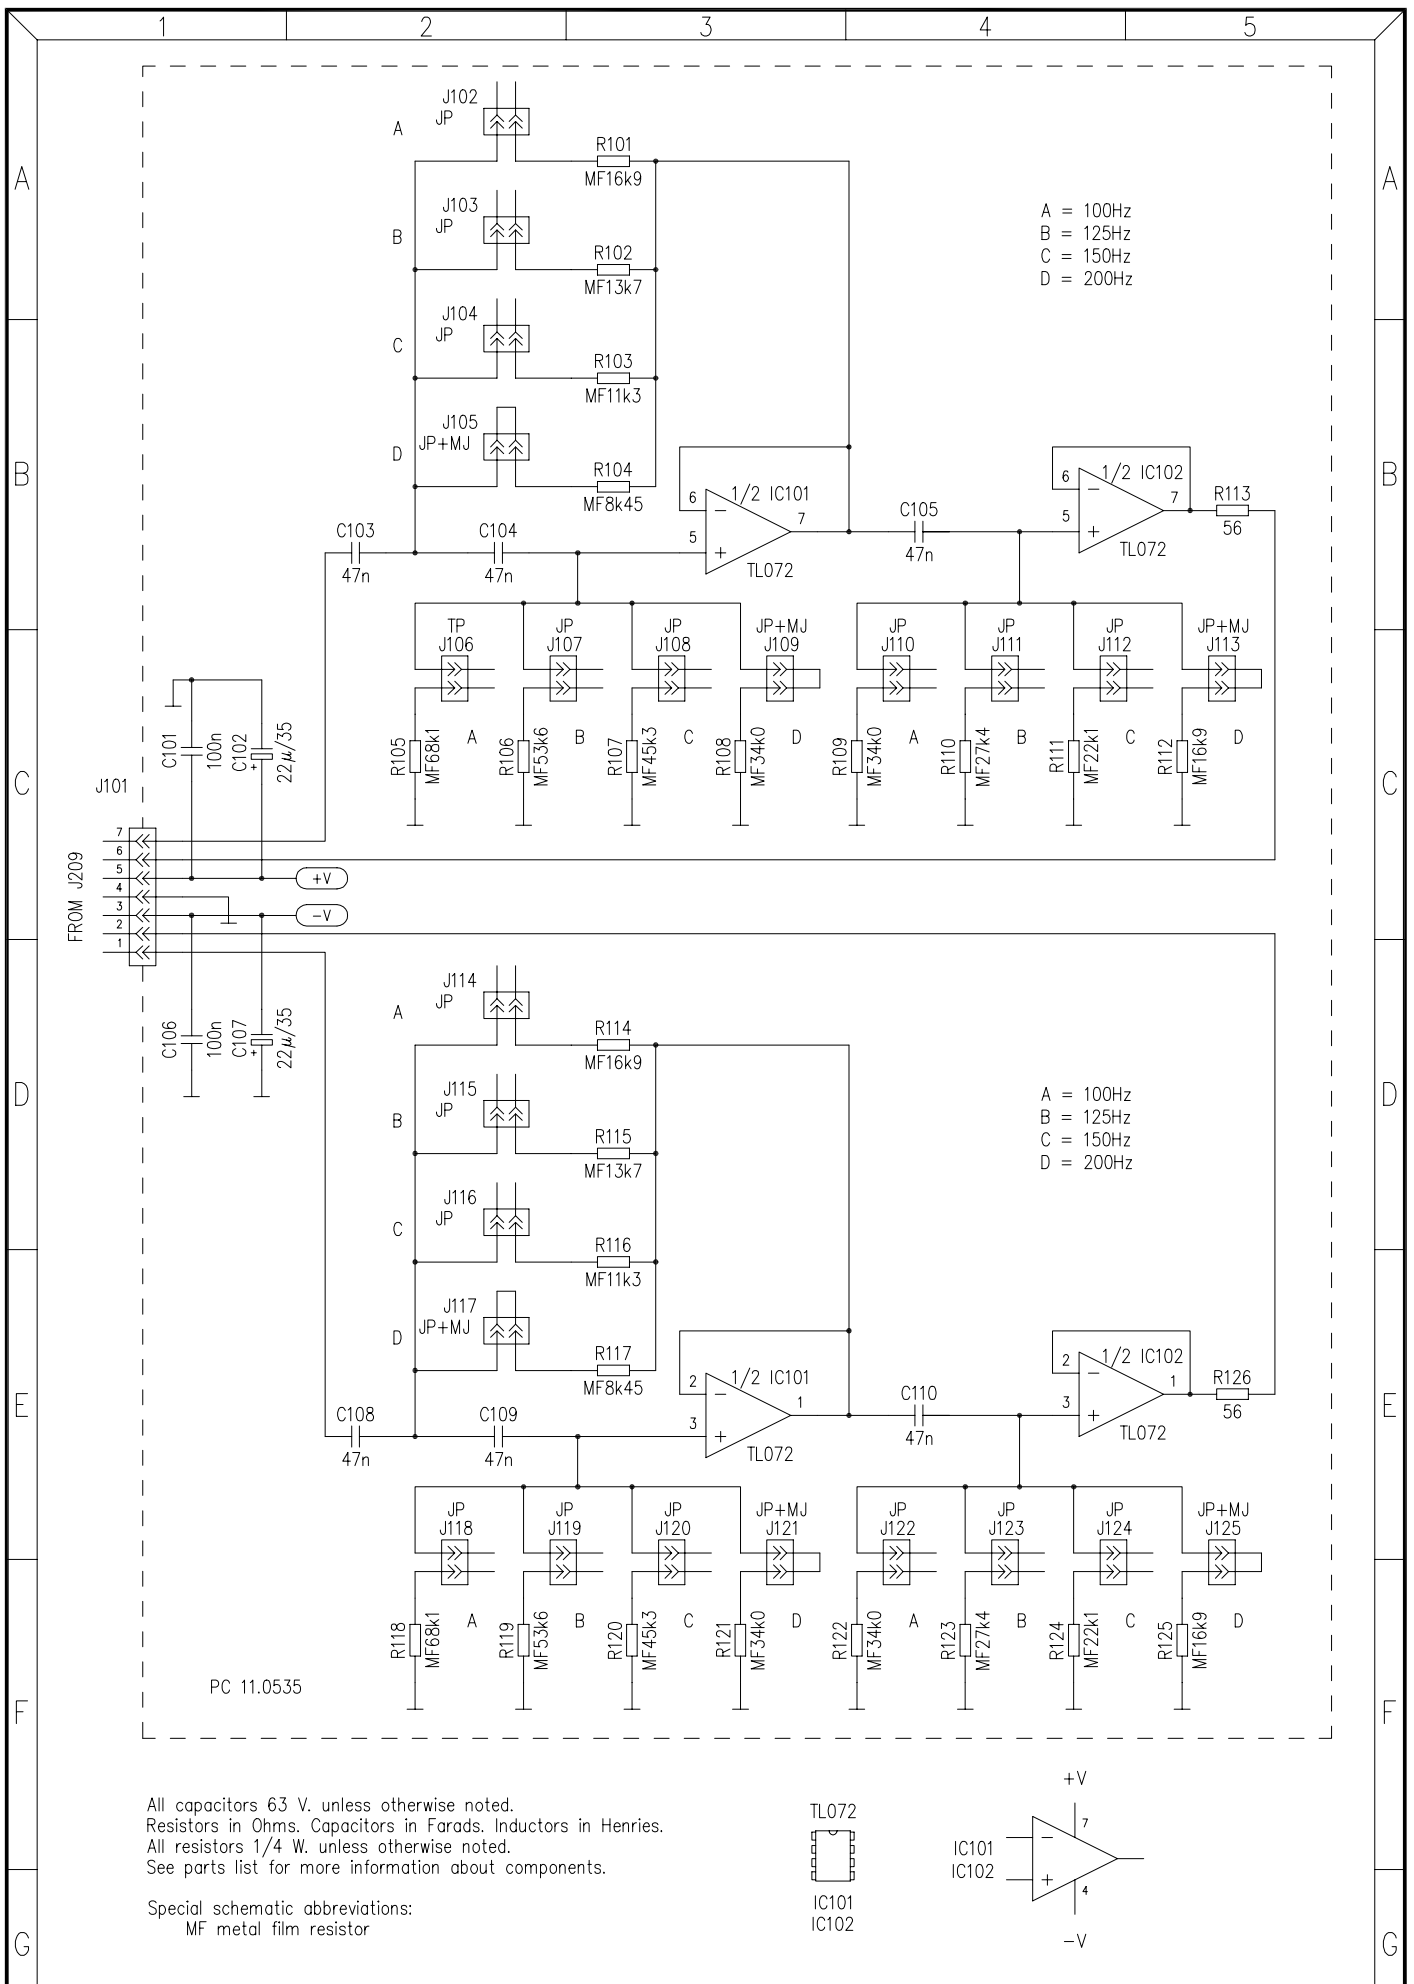 1 2 3 4 5
A
B
C
D
E
F
G
A
B
C
D
E
F
G
J102
JP
A
R101
MF16k9
J103
JP
B
R102
MF13k7
J104
JP
C
R103
MF11k3
J105
JP+MJ
D
R104
MF8k45
A = 100Hz
B = 125Hz
C = 150Hz
D = 200Hz
C103
47n
C104
47n
6
5
7
1/2 IC101
TL072
C105
47n
6
5
7
1/2 IC102
TL072
R113
56
TP
J106
JP
J107
JP
J108
JP+MJ
J109
JP
J110
JP
J111
JP
J112
JP+MJ
J113
R105
MF68k1
A
R106
MF53k6
B
R107
MF45k3
C
R108
MF34k0
D
R109
MF34k0
A
R110
MF27k4
B
R111
MF22k1
C
R112
MF16k9
D
C101
100n
C102
+
22µ/35
J101
FROM J209
7
6
5
4
3
2
1
+V
-V
C106
100n
C107
+
22µ/35
J114
JP
A
R114
MF16k9
J115
JP
B
R115
MF13k7
J116
JP
C
R116
MF11k3
J117
JP+MJ
D
R117
MF8k45
A = 100Hz
B = 125Hz
C = 150Hz
D = 200Hz
C108
47n
C109
47n
2
3
1
1/2 IC101
TL072
C110
47n
2
3
1
1/2 IC102
TL072
R126
56
JP
J118
JP
J119
JP
J120
JP+MJ
J121
JP
J122
JP
J123
JP
J124
JP+MJ
J125
R118
MF68k1
A
R119
MF53k6
B
R120
MF45k3
C
R121
MF34k0
D
R122
MF34k0
A
R123
MF27k4
B
R124
MF22k1
C
R125
MF16k9
D
PC 11.0535
All capacitors 63 V. unless otherwise noted.
Resistors in Ohms. Capacitors in Farads. Inductors in Henries.
All resistors 1/4 W. unless otherwise noted.
See parts list for more information about components.
Special schematic abbreviations:
MF metal film resistor
TL072
IC101
IC102
IC101
IC102
+V
7
4
-V